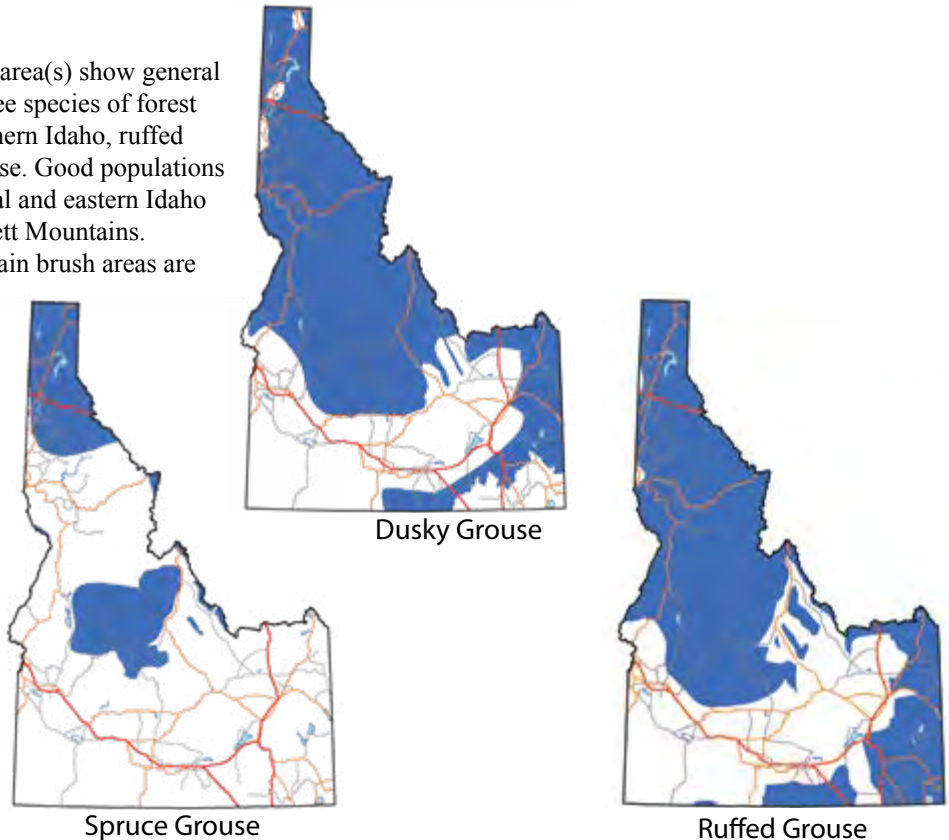 area(s) show general
ee species of forest
hern Idaho, ruffed
se. Good populations
al and eastern Idaho
ett Mountains.
ain brush areas are
Dusky Grouse
Spruce Grouse
Ruffed Grouse